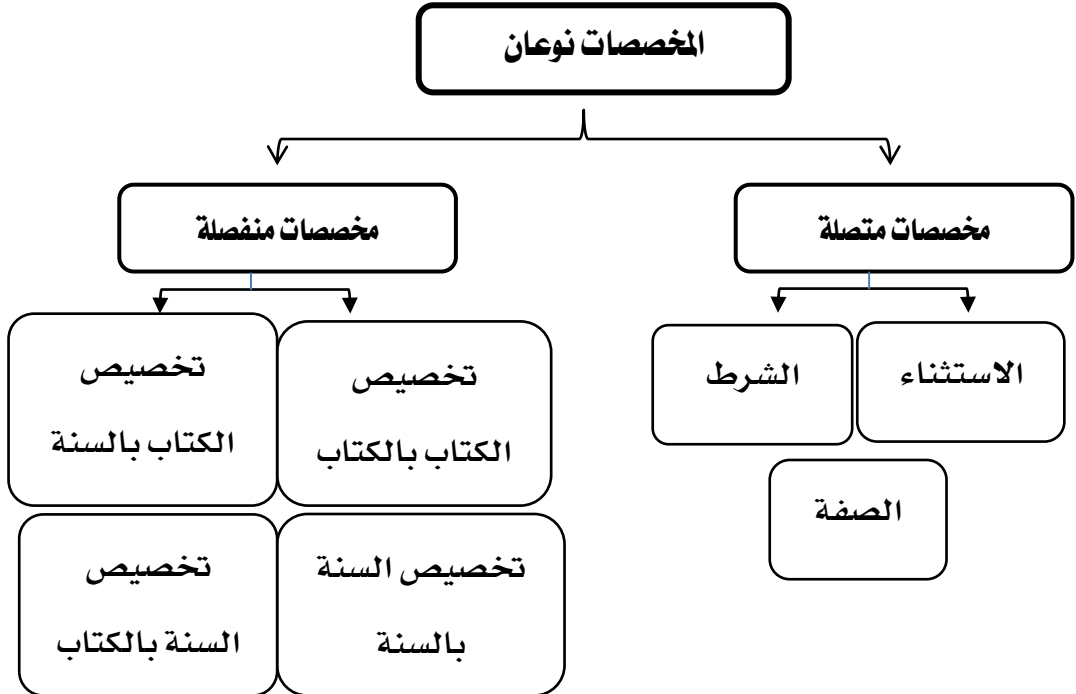 المخصصات نوعان
مخصصات متصلة
مخصصات منفصلة
الاستثناء
الشرط
الصفة
تخصيص
الكتاب بالكتاب
تخصيص
الكتاب بالسنة
تخصيص السنة
بالسنة
تخصيص
السنة بالكتاب